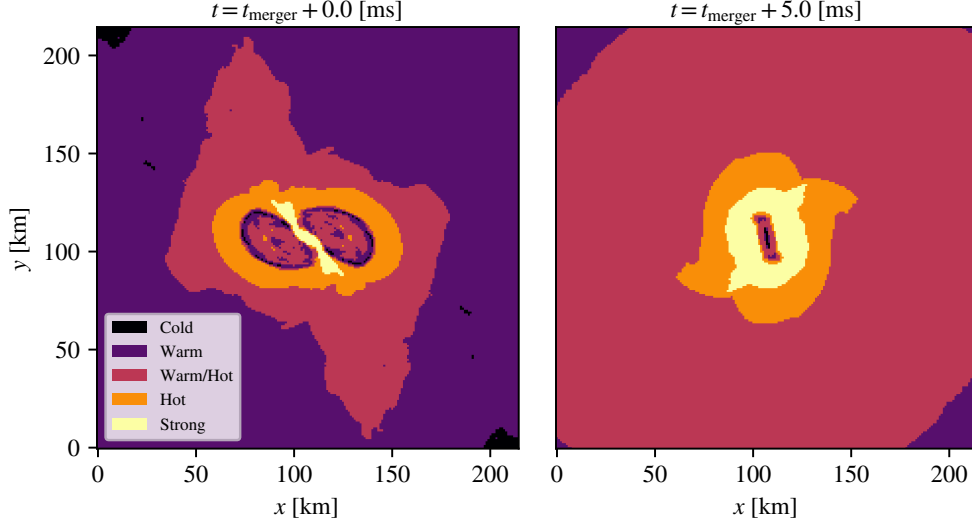 t = t_merger + 0.0 [ms]
t = t_merger + 5.0 [ms]
200
150
100
50
0
y [km]
Cold
Warm
Warm/Hot
Hot
Strong
0 50 100 150 200
0 50 100 150 200
x [km]
x [km]